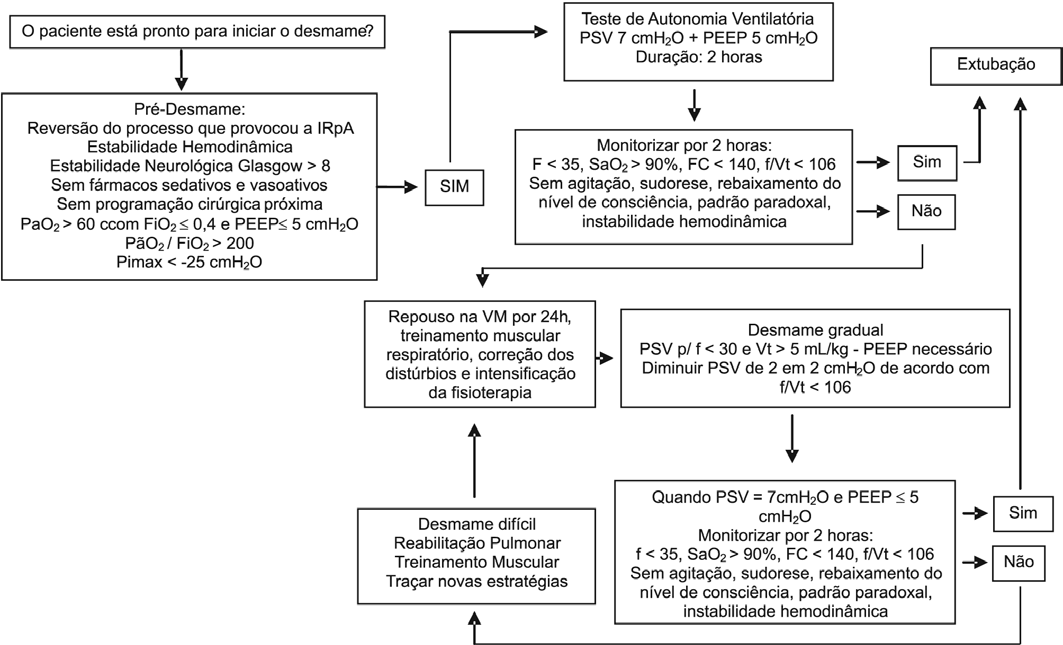 O paciente está pronto para iniciar o desmame?
Pré-Desmame:
Reversão do processo que provocou a IRpA
Estabilidade Hemodinâmica
Estabilidade Neurológica Glasgow > 8
Sem fármacos sedativos e vasoativos
Sem programação cirúrgica próxima
PaO₂ > 60 ccom FiO₂ ≤ 0,4 e PEEP≤ 5 cmH₂O
PãO₂ / FiO₂ > 200
Pimax < -25 cmH₂O
SIM
Teste de Autonomia Ventilatória
PSV 7 cmH₂O + PEEP 5 cmH₂O
Duração: 2 horas
Monitorizar por 2 horas:
F < 35, SaO₂ > 90%, FC < 140, f/Vt < 106
Sem agitação, sudorese, rebaixamento do
nível de consciência, padrão paradoxal,
instabilidade hemodinâmica
Sim
Não
Extubação
Repouso na VM por 24h,
treinamento muscular
respiratório, correção dos
distúrbios e intensificação
da fisioterapia
Desmame gradual
PSV p/ f < 30 e Vt > 5 mL/kg - PEEP necessário
Diminuir PSV de 2 em 2 cmH₂O de acordo com
f/Vt < 106
Quando PSV = 7cmH₂O e PEEP ≤ 5
cmH₂O
Monitorizar por 2 horas:
f < 35, SaO₂ > 90%, FC < 140, f/Vt < 106
Sem agitação, sudorese, rebaixamento do
nível de consciência, padrão paradoxal,
instabilidade hemodinâmica
Sim
Não
Desmame difícil
Reabilitação Pulmonar
Treinamento Muscular
Traçar novas estratégias